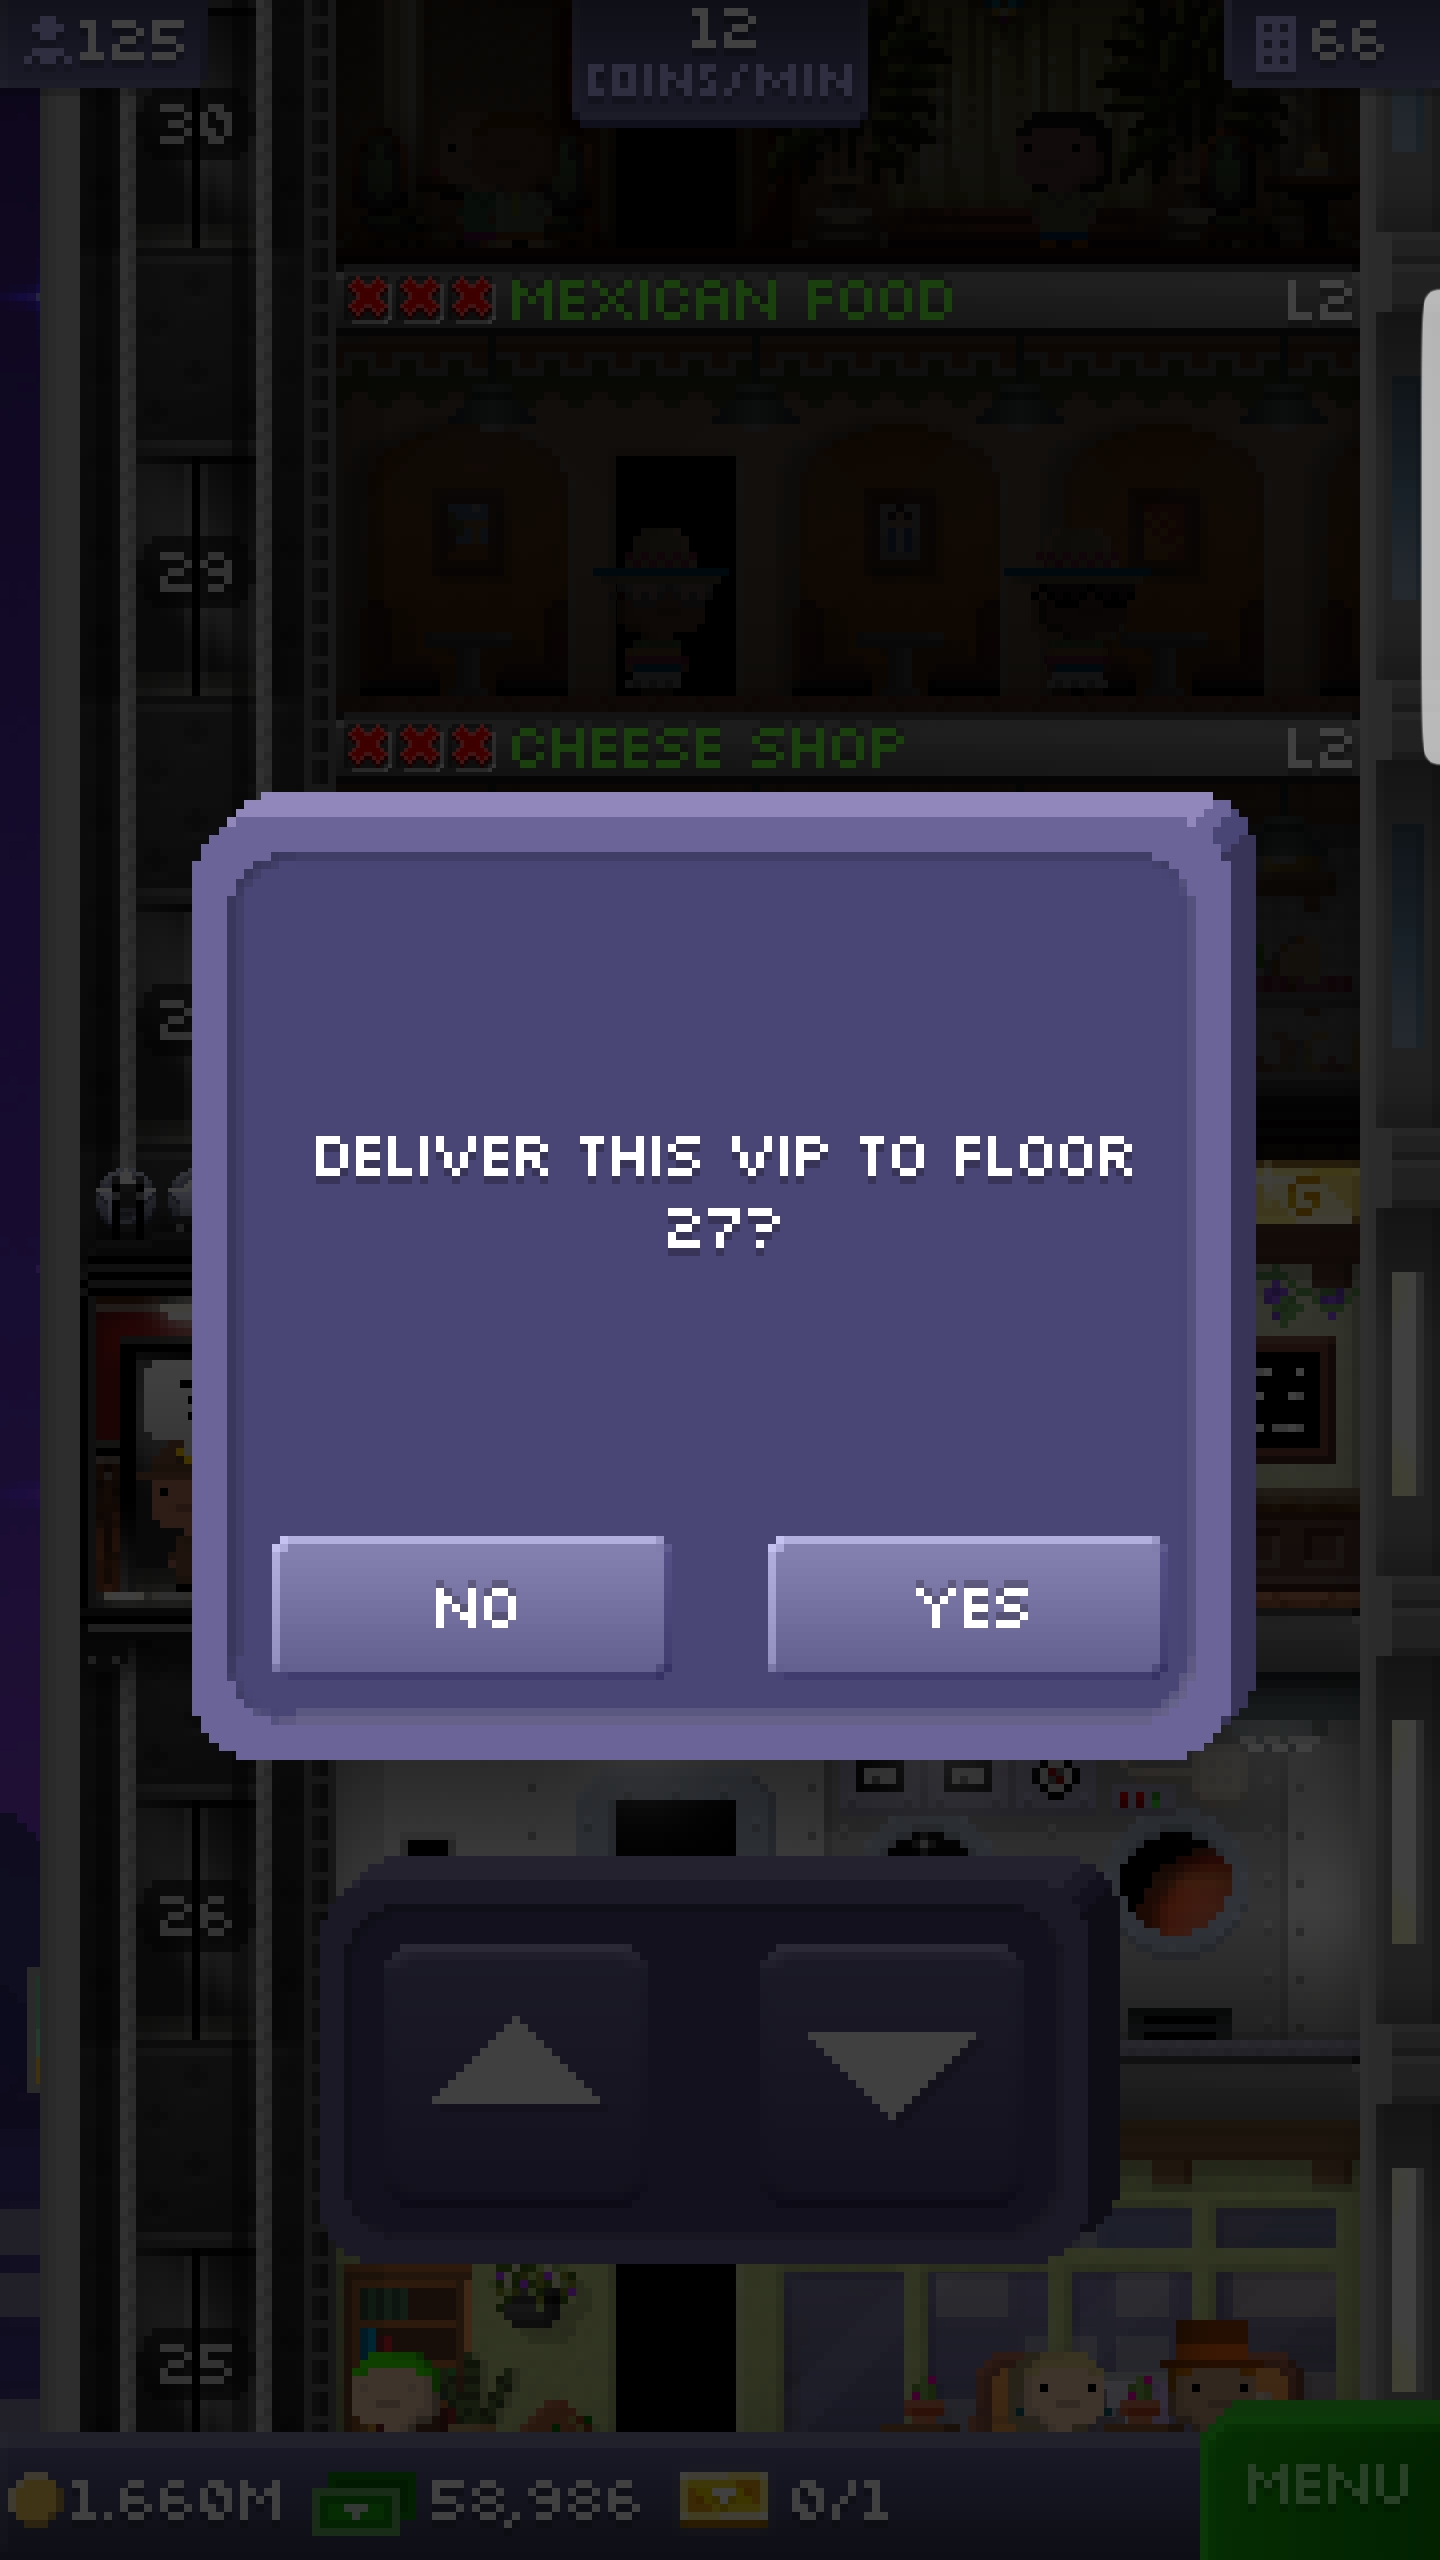 125
12
COINS/MIN
66
30
MEXICAN FOOD L2
29
CHEESE SHOP L2
G
DELIVER THIS VIP TO FLOOR
27?
NO
YES
26
25
1.660M
58,986
0/1
MENU